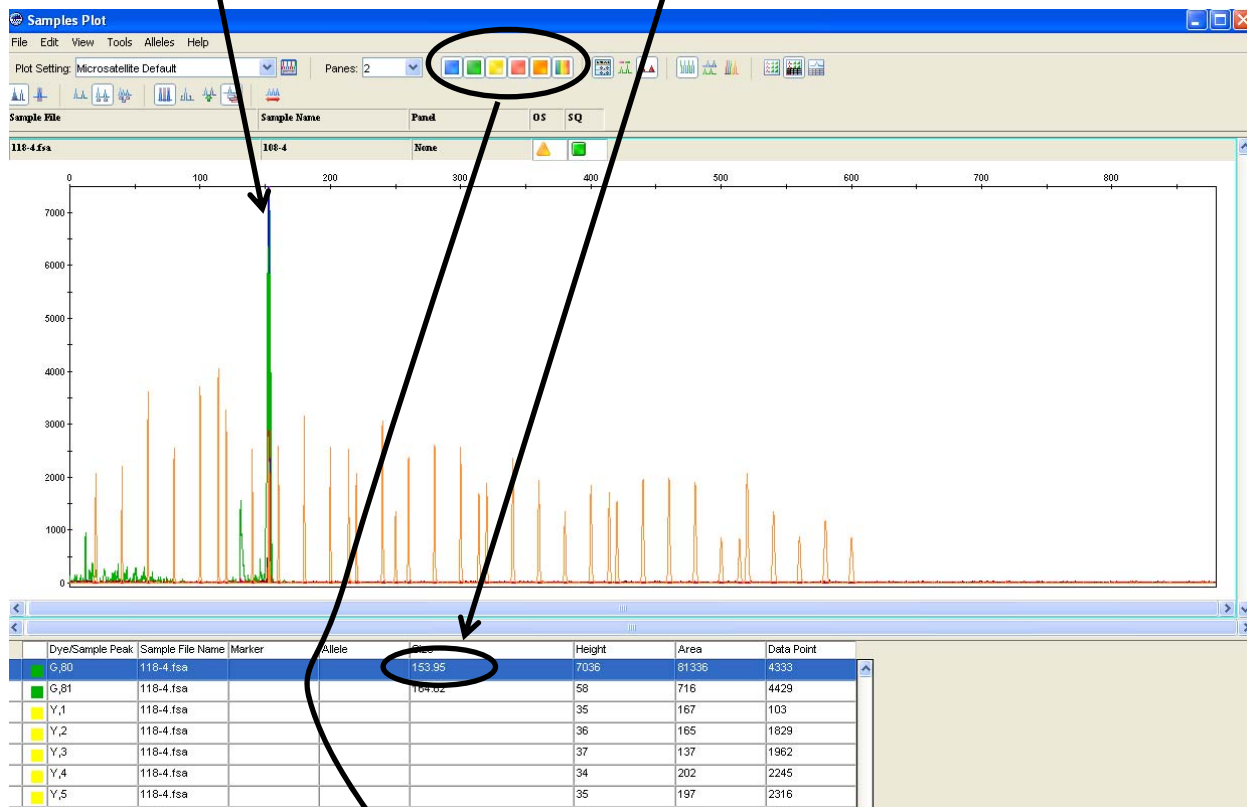 Samples Plot
File Edit View Tools Alleles Help
Plot Setting: Microsatellite Default Panes: 2
Sample File Sample Name Panel OS SQ
118-4.fsa 108-4 None
0 100 200 300 400 500 600 700 800
7000
6000
5000
4000
3000
2000
1000
0
Dye/Sample Peak Sample File Name Marker Allele Size Height Area Data Point
G,80 118-4.fsa 153.95 7036 81336 4333
G,81 118-4.fsa 164.62 58 716 4429
Y,1 118-4.fsa 35 167 103
Y,2 118-4.fsa 36 165 1829
Y,3 118-4.fsa 37 137 1962
Y,4 118-4.fsa 34 202 2245
Y,5 118-4.fsa 35 197 2316